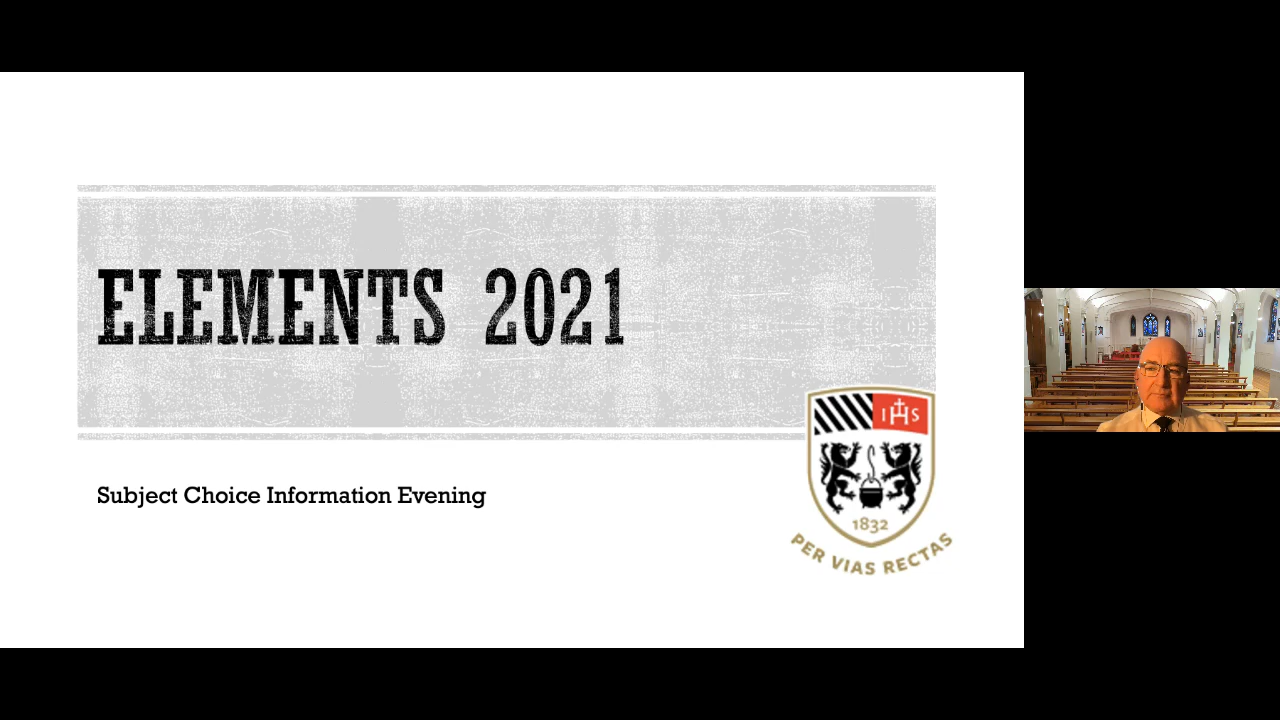 ELEMENTS 2021
Subject Choice Information Evening
IHS
1832
PER VIAS RECTAS